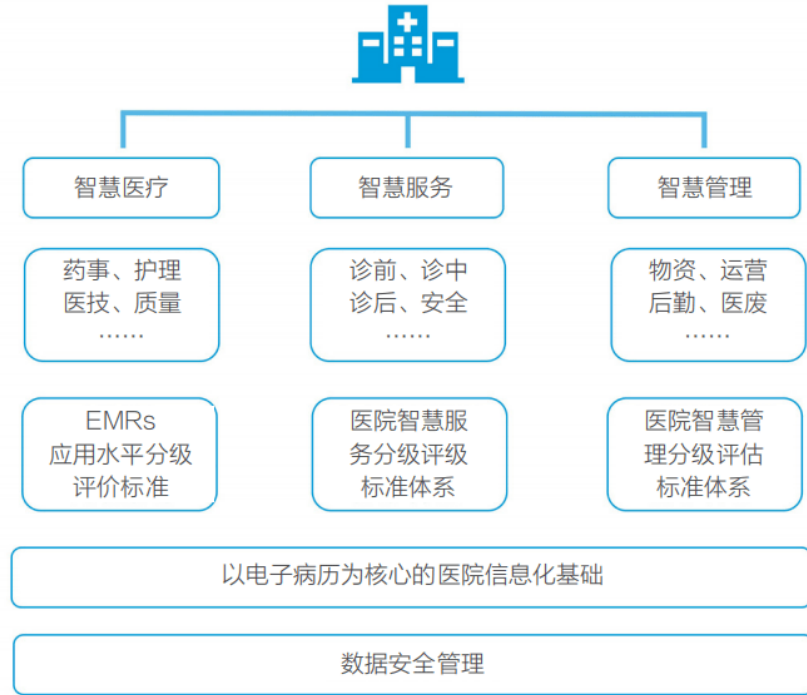 智慧医疗
智慧服务
智慧管理
药事、护理
医技、质量
……
诊前、诊中
诊后、安全
……
物资、运营
后勤、医废
……
EMRs
应用水平分级
评价标准
医院智慧服
务分级评级
标准体系
医院智慧管
理分级评估
标准体系
以电子病历为核心的医院信息化基础
数据安全管理